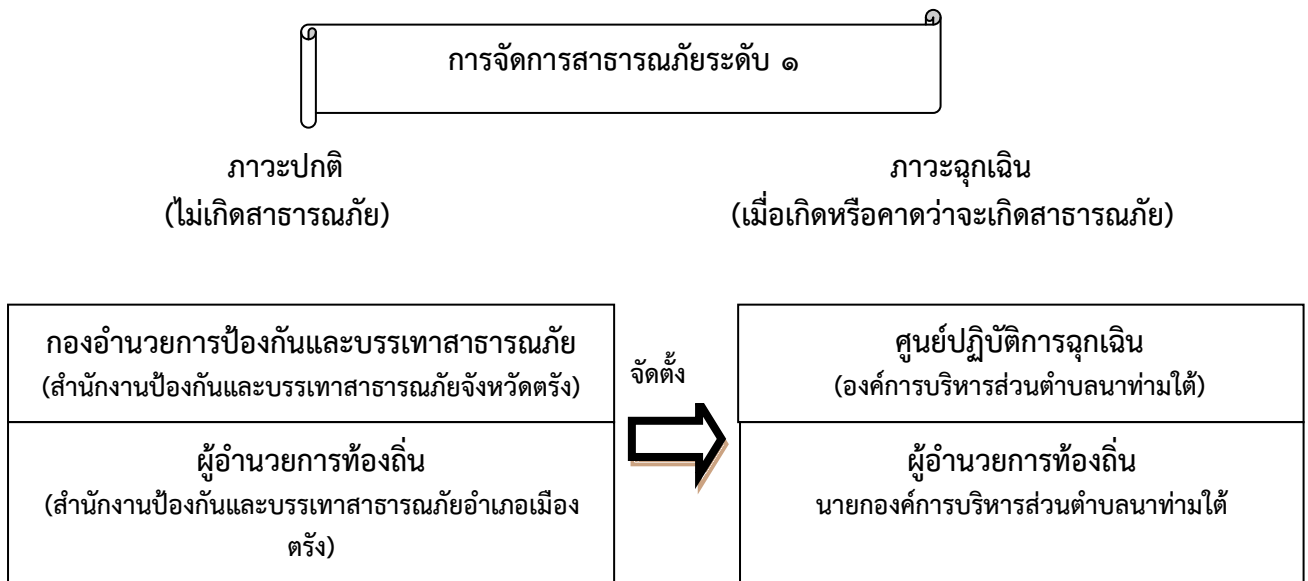 การจัดการสาธารณภัยระดับ ๑
ภาวะปกติ
(ไม่เกิดสาธารณภัย)
ภาวะฉุกเฉิน
(เมื่อเกิดหรือคาดว่าจะเกิดสาธารณภัย)
กองอำนวยการป้องกันและบรรเทาสาธารณภัย
(สำนักงานป้องกันและบรรเทาสาธารณภัยจังหวัดตรัง)
ผู้อำนวยการท้องถิ่น
(สำนักงานป้องกันและบรรเทาสาธารณภัยอำเภอเมือง
ตรัง)
จัดตั้ง
ศูนย์ปฏิบัติการฉุกเฉิน
(องค์การบริหารส่วนตำบลนาท่ามใต้)
ผู้อำนวยการท้องถิ่น
นายกองค์การบริหารส่วนตำบลนาท่ามใต้